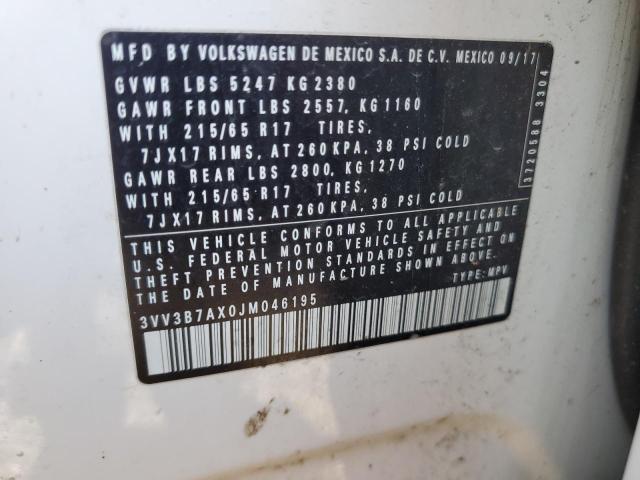 MFD BY VOLKSWAGEN DE MEXICO S.A. DE C.V. MEXICO 09/17
GVWR LBS 5247 KG 2380
GAWR FRONT LBS 2557, KG 1160
WITH 215/65 R17 TIRES,
7JX17 RIMS, AT 260 KPA, 38 PSI COLD
GAWR REAR LBS 2800, KG 1270
WITH 215/65 R17 TIRES,
7JX17 RIMS, AT 260 KPA, 38 PSI COLD
THIS VEHICLE CONFORMS TO ALL APPLICABLE
U.S. FEDERAL MOTOR VEHICLE SAFETY AND
THEFT PREVENTION STANDARDS IN EFFECT ON
THE DATE OF MANUFACTURE SHOWN ABOVE.
TYPE: MPV
3VV3B7AX0JM046195
3720588 3304